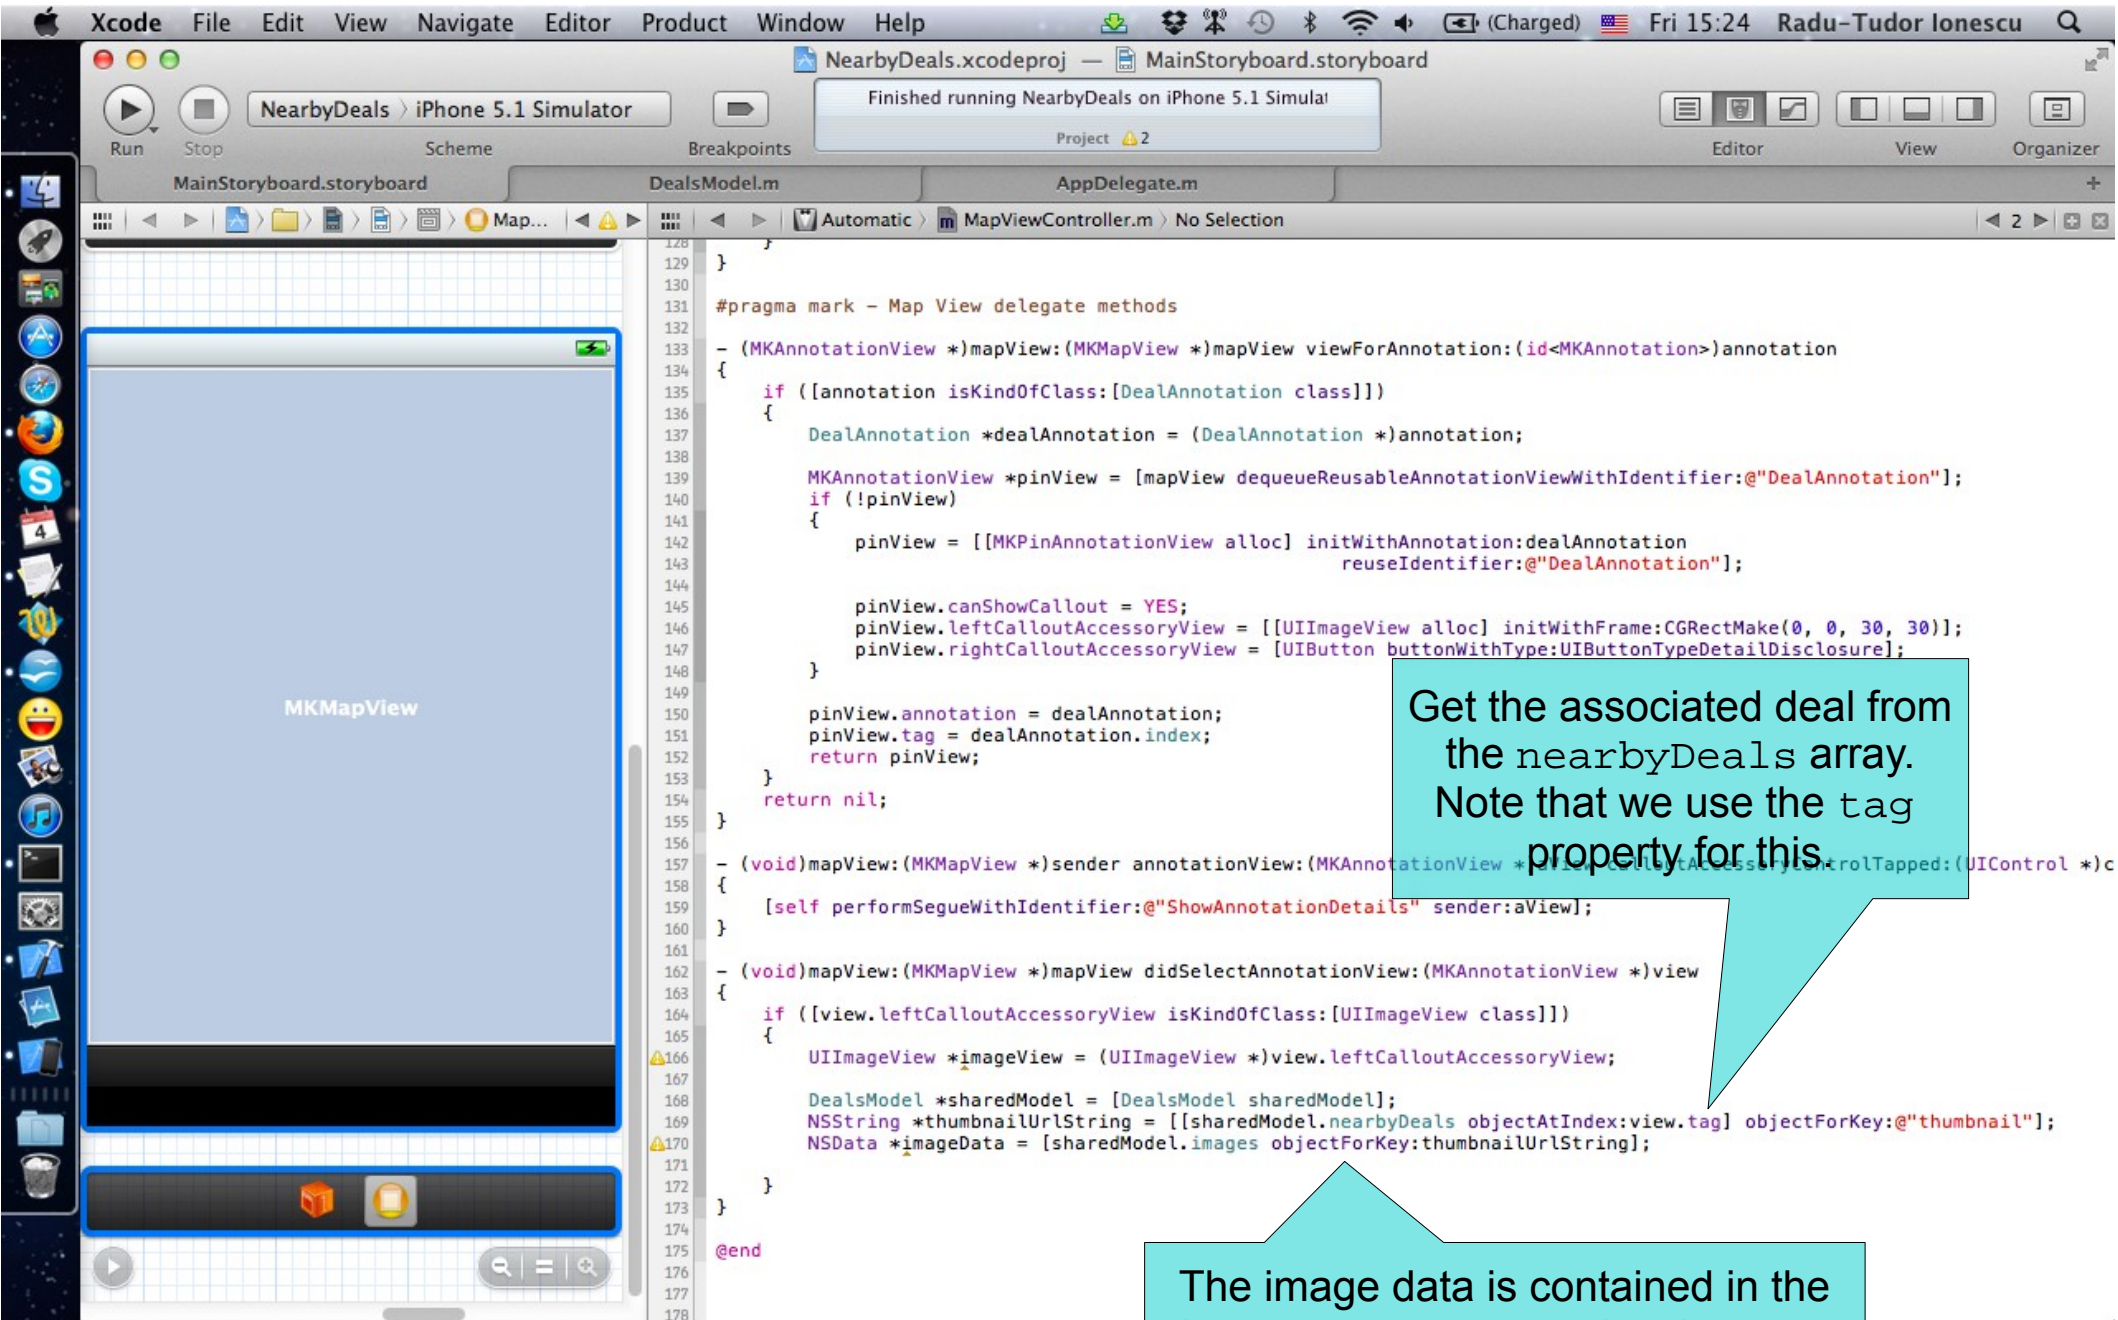 Xcode File Edit View Navigate Editor Product Window Help (Charged) Fri 15:24 Radu-Tudor Ionescu
NearbyDeals.xcodeproj — MainStoryboard.storyboard
NearbyDeals 〉 iPhone 5.1 Simulator
Finished running NearbyDeals on iPhone 5.1 Simulat
Project 2
Run Stop Scheme Breakpoints Editor View Organizer
MainStoryboard.storyboard DealsModel.m AppDelegate.m +
Map... Automatic 〉 MapViewController.m 〉 No Selection 2
128 }
129 }
130
131 #pragma mark – Map View delegate methods
132
133 – (MKAnnotationView *)mapView:(MKMapView *)mapView viewForAnnotation:(id<MKAnnotation>)annotation
134 {
135 if ([annotation isKindOfClass:[DealAnnotation class]])
136 {
137 DealAnnotation *dealAnnotation = (DealAnnotation *)annotation;
138
139 MKAnnotationView *pinView = [mapView dequeueReusableAnnotationViewWithIdentifier:@"DealAnnotation"];
140 if (!pinView)
141 {
142 pinView = [[MKPinAnnotationView alloc] initWithAnnotation:dealAnnotation
143 reuseIdentifier:@"DealAnnotation"];
144
145 pinView.canShowCallout = YES;
146 pinView.leftCalloutAccessoryView = [[UIImageView alloc] initWithFrame:CGRectMake(0, 0, 30, 30)];
147 pinView.rightCalloutAccessoryView = [UIButton buttonWithType:UIButtonTypeDetailDisclosure];
148 }
149
150 pinView.annotation = dealAnnotation;
151 pinView.tag = dealAnnotation.index;
152 return pinView;
153 }
154 return nil;
155 }
156
157 – (void)mapView:(MKMapView *)sender annotationView:(MKAnnotationView *)aView calloutAccessoryControlTapped:(UIControl *)c
158 {
159 [self performSegueWithIdentifier:@"ShowAnnotationDetails" sender:aView];
160 }
161
162 – (void)mapView:(MKMapView *)mapView didSelectAnnotationView:(MKAnnotationView *)view
163 {
164 if ([view.leftCalloutAccessoryView isKindOfClass:[UIImageView class]])
165 {
166 UIImageView *imageView = (UIImageView *)view.leftCalloutAccessoryView;
167
168 DealsModel *sharedModel = [DealsModel sharedModel];
169 NSString *thumbnailUrlString = [[sharedModel.nearbyDeals objectAtIndex:view.tag] objectForKey:@"thumbnail"];
170 NSData *imageData = [sharedModel.images objectForKey:thumbnailUrlString];
171
172 }
173 }
174
175 @end
176
177
178
MKMapView
4
Get the associated deal from
the nearbyDeals array.
Note that we use the tag
property for this.
The image data is contained in the